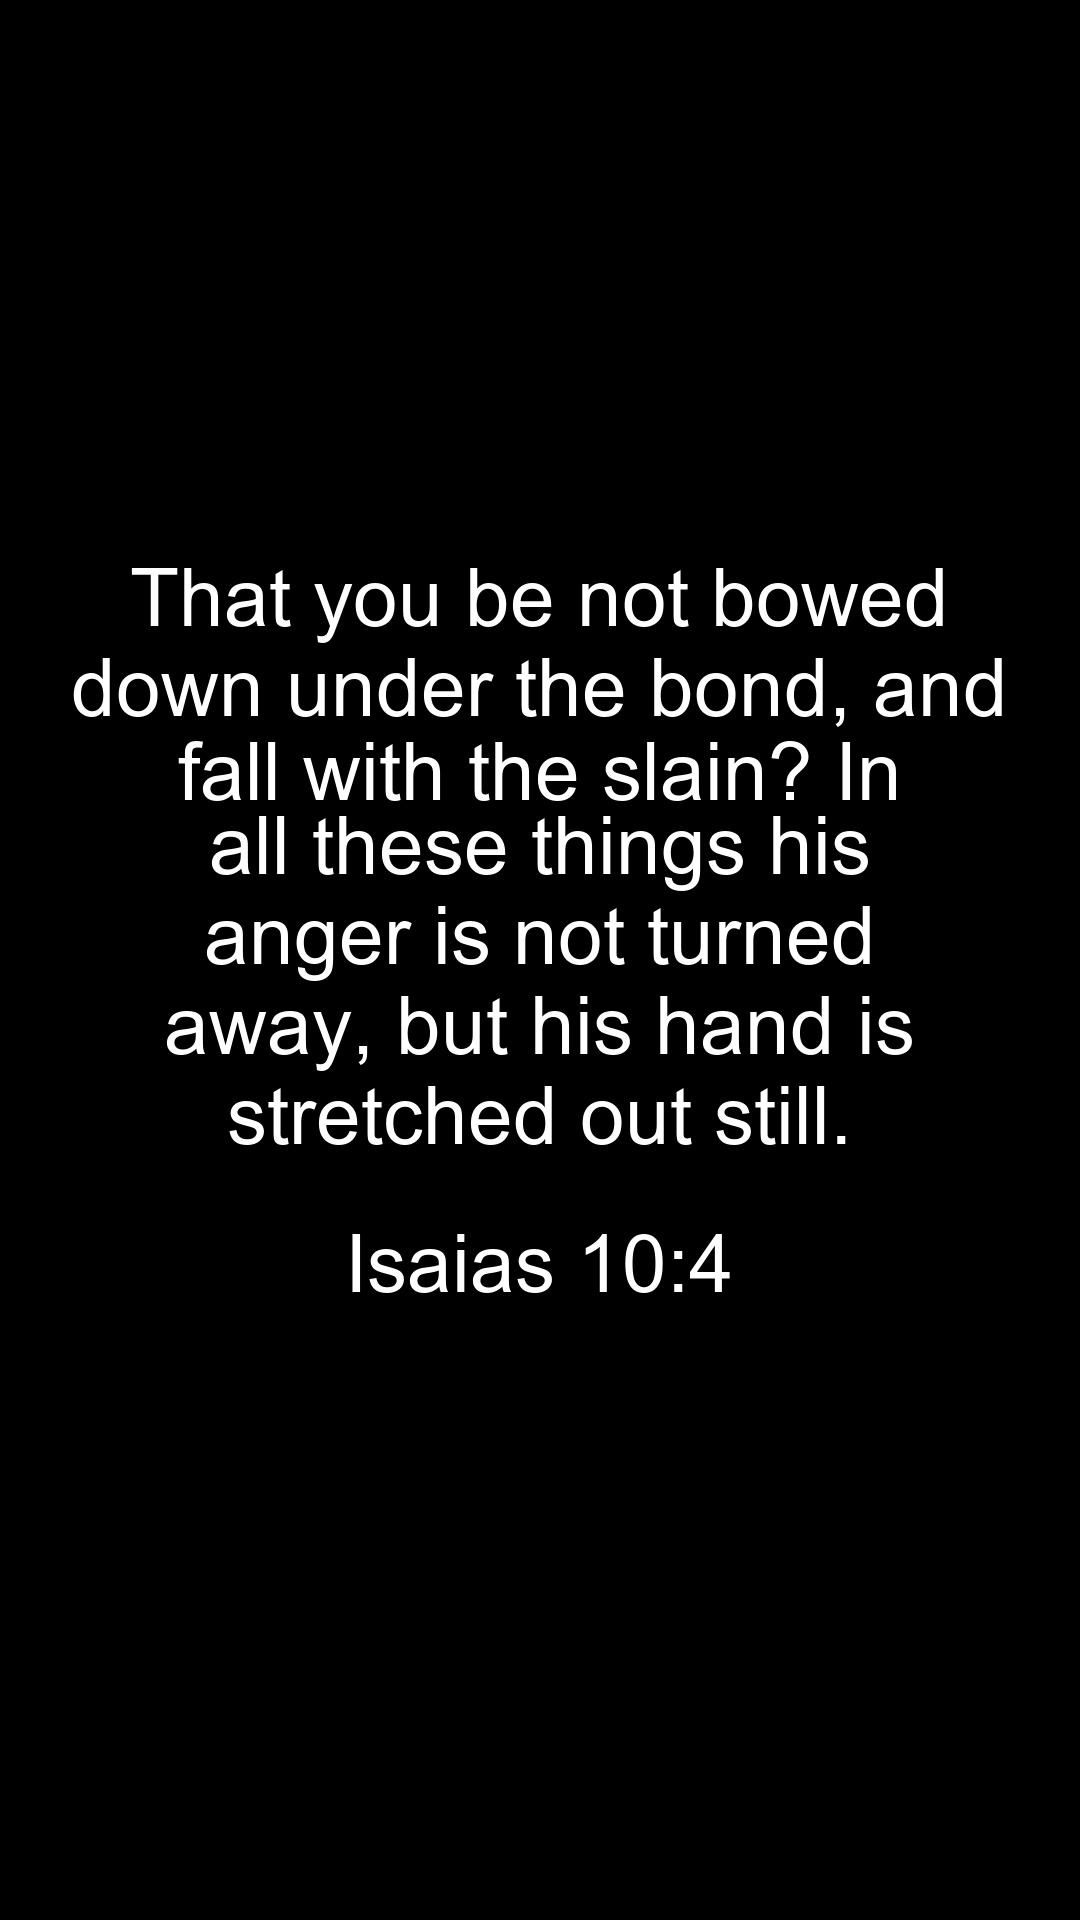 That you be not bowed
down under the bond, and
fall with the slain? In
all these things his
anger is not turned
away, but his hand is
stretched out still.
Isaias 10:4